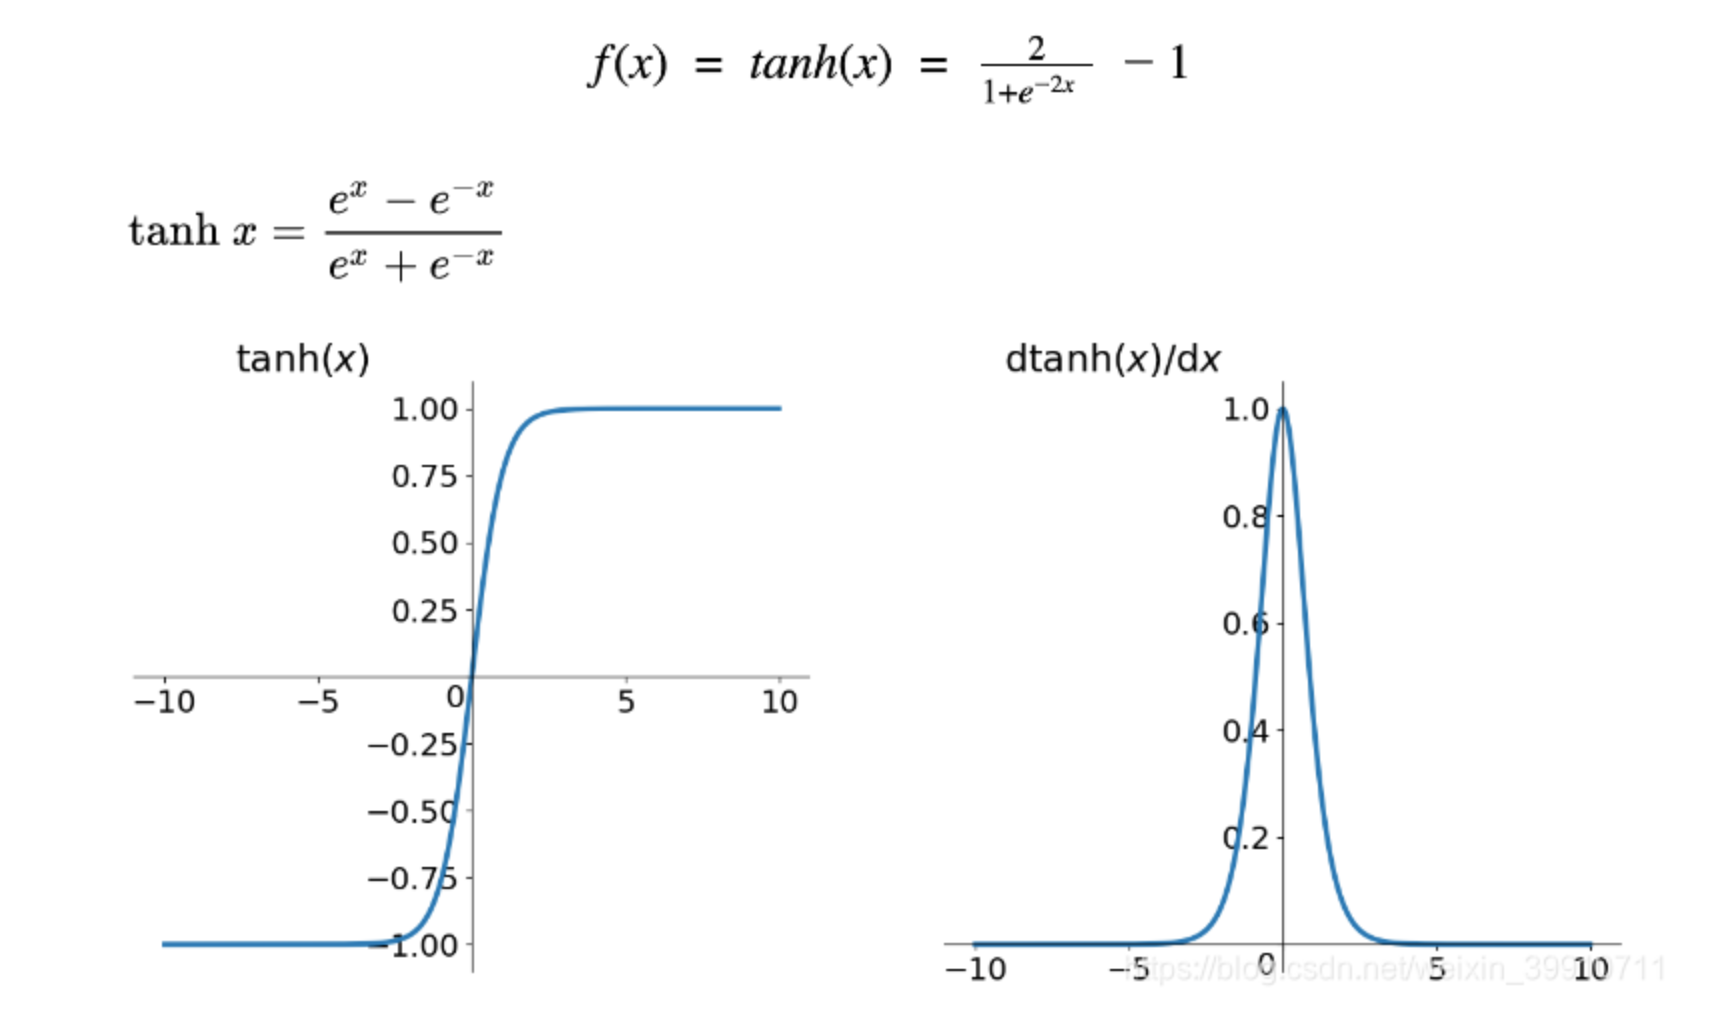 f(x) = tanh(x) = 2/(1+e^{-2x}) − 1
tanh x = (e^x − e^{−x})/(e^x + e^{−x})
tanh(x)
1.00
0.75
0.50
0.25
−10 −5 0 5 10
−0.25
−0.50
−0.75
−1.00
dtanh(x)/dx
1.0
0.8
0.6
0.4
0.2
−10 −5 0 5 10